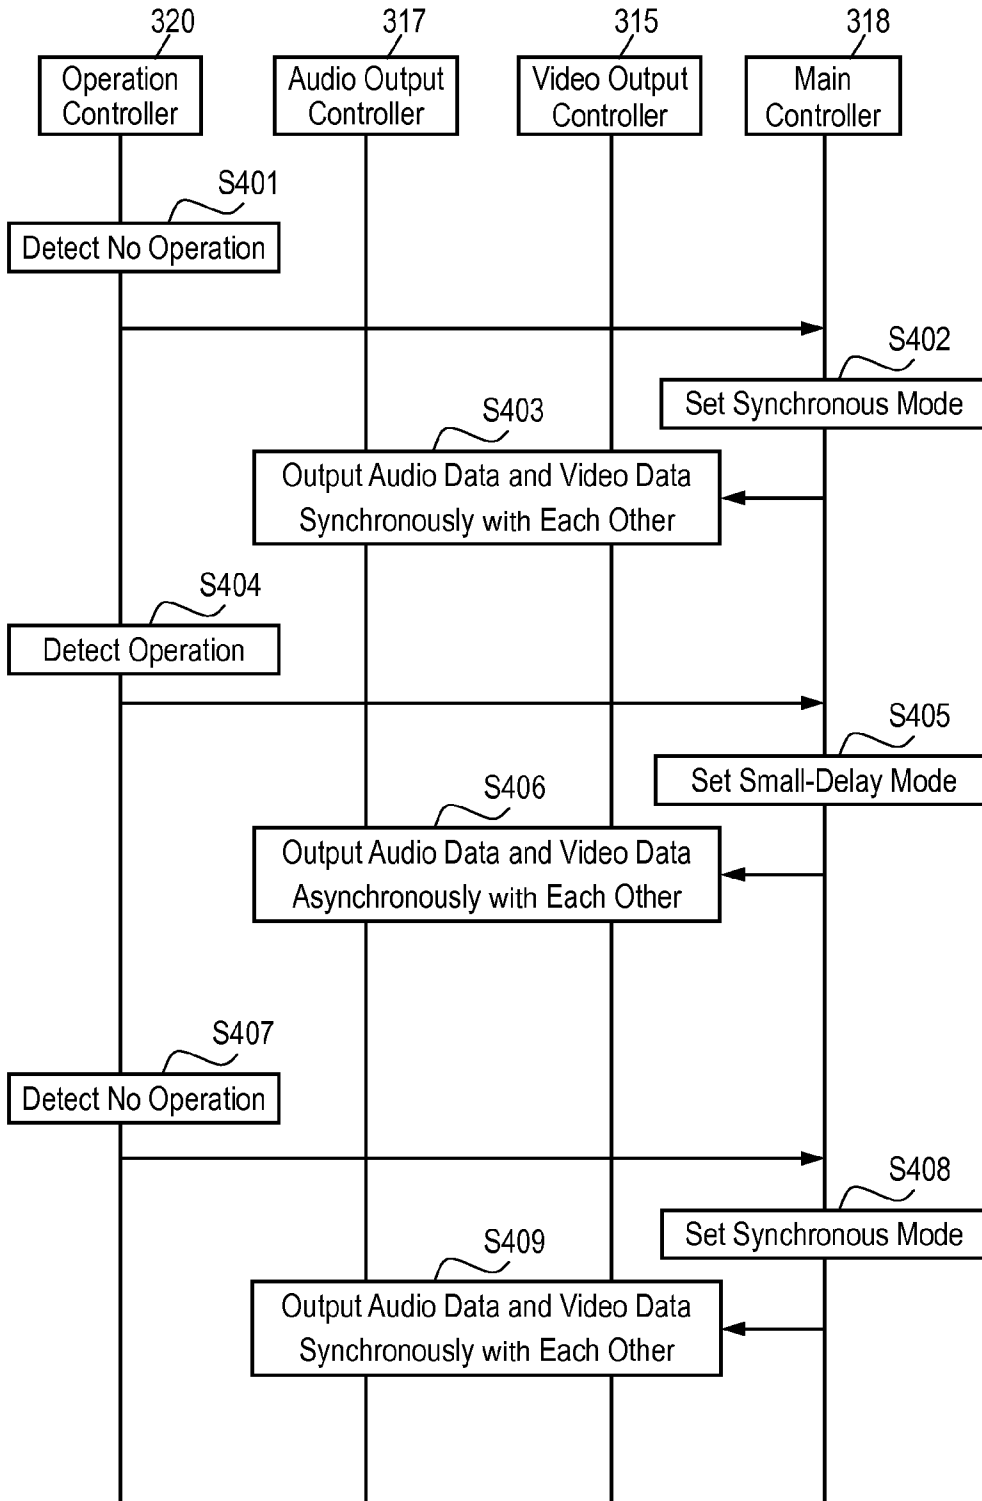 320
317
315
318
Operation
Controller
Audio Output
Controller
Video Output
Controller
Main
Controller
S401
Detect No Operation
S402
Set Synchronous Mode
S403
Output Audio Data and Video Data
Synchronously with Each Other
S404
Detect Operation
S405
Set Small-Delay Mode
S406
Output Audio Data and Video Data
Asynchronously with Each Other
S407
Detect No Operation
S408
Set Synchronous Mode
S409
Output Audio Data and Video Data
Synchronously with Each Other